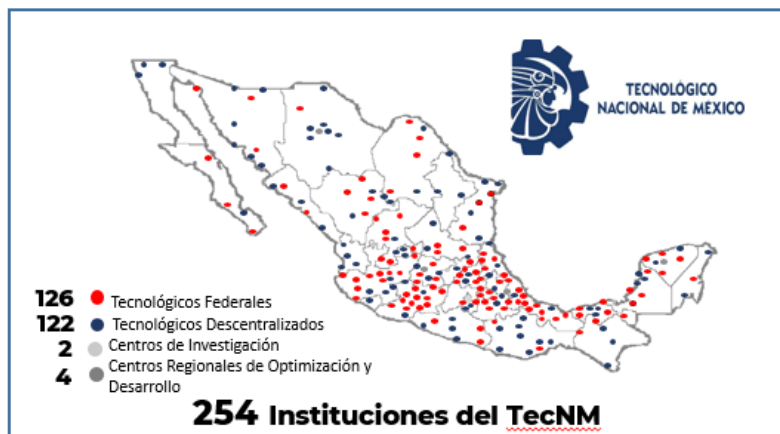 TECNOLÓGICO
NACIONAL DE MÉXICO
126 Tecnológicos Federales
122 Tecnológicos Descentralizados
2 Centros de Investigación
4 Centros Regionales de Optimización y
Desarrollo
254 Instituciones del TecNM